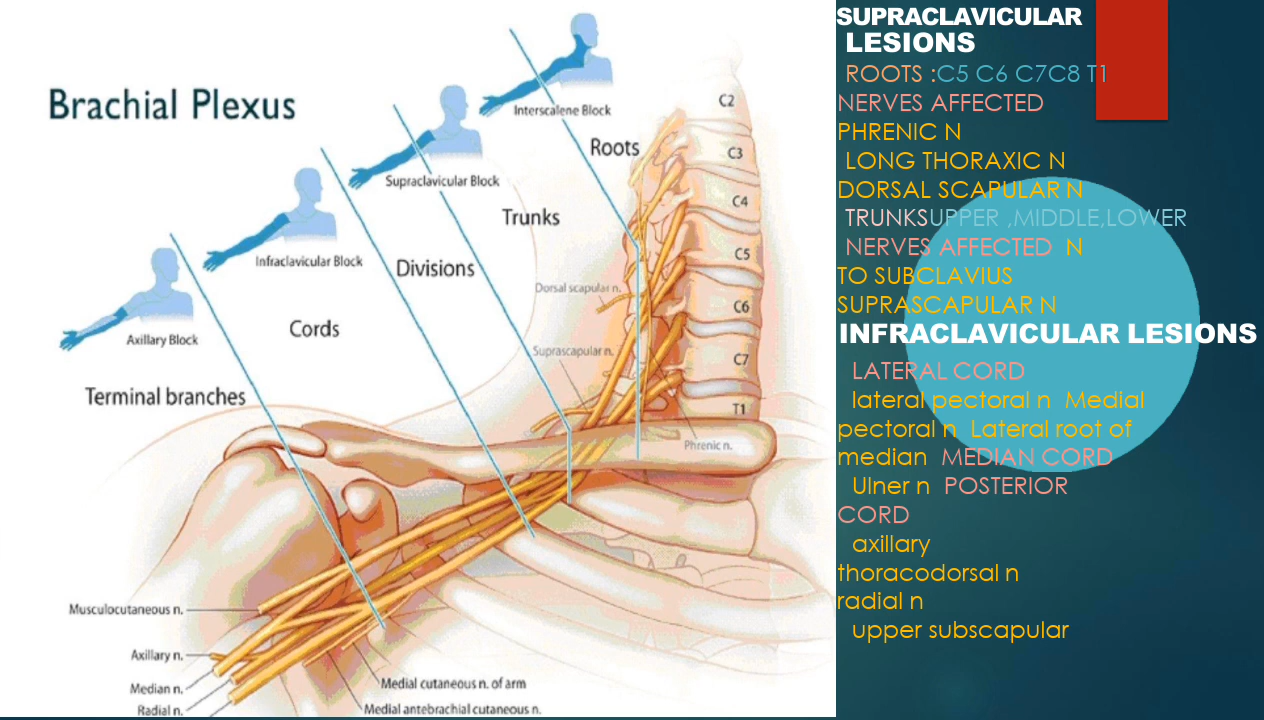 Brachial Plexus
Interscalene Block
Supraclavicular Block
Infraclavicular Block
Axillary Block
Roots
Trunks
Divisions
Cords
Terminal branches
C2
C3
C4
C5
C6
C7
T1
Dorsal scapular n.
Suprascapular n.
Phrenic n.
Musculocutaneous n.
Axillary n.
Median n.
Radial n.
Medial cutaneous n. of arm
Medial antebrachial cutaneous n.
SUPRACLAVICULAR
LESIONS
ROOTS :C5 C6 C7C8 T1
NERVES AFFECTED
PHRENIC N
LONG THORAXIC N
DORSAL SCAPULAR N
TRUNKSUPPER ,MIDDLE,LOWER
NERVES AFFECTED N
TO SUBCLAVIUS
SUPRASCAPULAR N
INFRACLAVICULAR LESIONS
LATERAL CORD
lateral pectoral n Medial
pectoral n Lateral root of
median MEDIAN CORD
Ulner n POSTERIOR
CORD
axillary
thoracodorsal n
radial n
upper subscapular